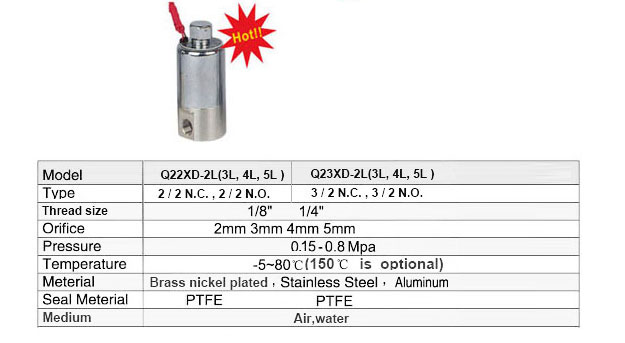 Hot!!
Model Q22XD-2L(3L, 4L, 5L ) Q23XD-2L(3L, 4L, 5L )
Type 2 / 2 N.C. , 2 / 2 N.O. 3 / 2 N.C. , 3 / 2 N.O.
Thread size 1/8" 1/4"
Orifice 2mm 3mm 4mm 5mm
Pressure 0.15-0.8 Mpa
Temperature -5~80℃(150℃ is optional)
Meterial Brass nickel plated , Stainless Steel , Aluminum
Seal Material PTFE PTFE
Medium Air,water